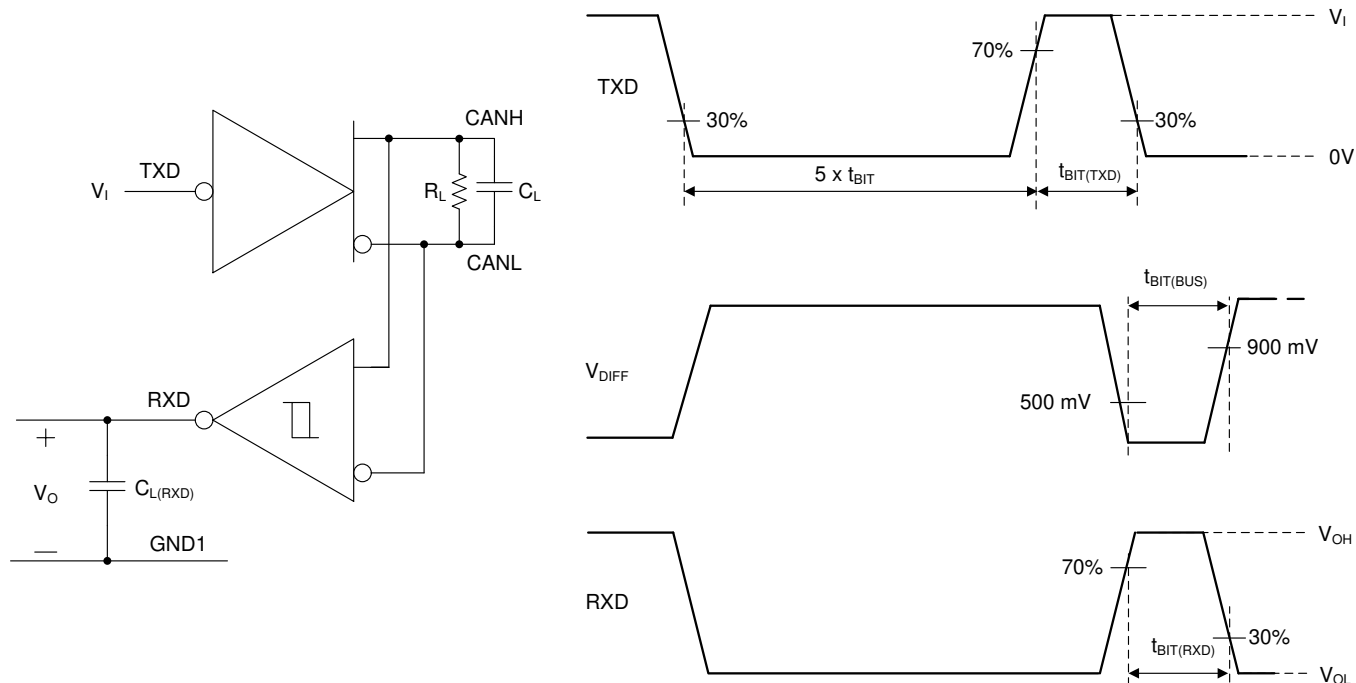 CANH
TXD
V_I
R_L
C_L
CANL
RXD
+
V_O
C_L(RXD)
—
GND1
V_I
70%
TXD
30%
30%
0V
5 x t_BIT
t_BIT(TXD)
t_BIT(BUS)
V_DIFF
900 mV
500 mV
V_OH
70%
RXD
30%
t_BIT(RXD)
V_OL